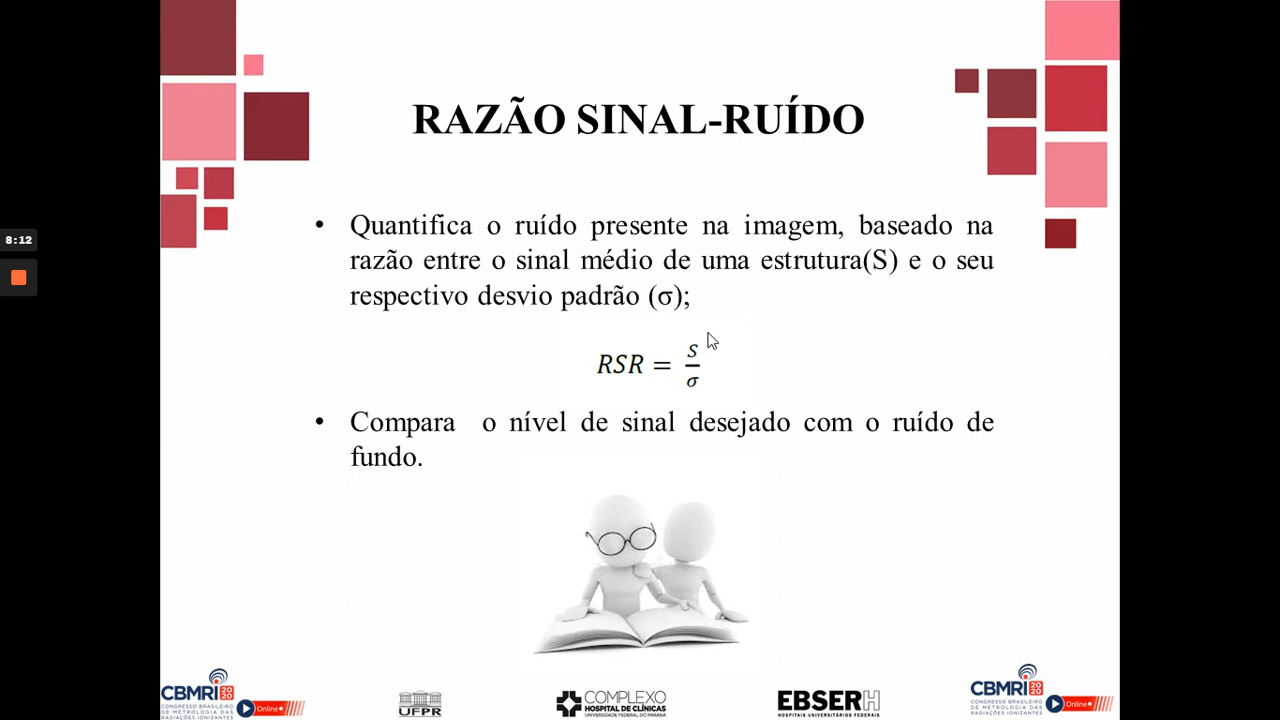 RAZÃO SINAL-RUÍDO
8:12
• Quantifica o ruído presente na imagem, baseado na
razão entre o sinal médio de uma estrutura(S) e o seu
respectivo desvio padrão (σ);
RSR = S/σ
• Compara o nível de sinal desejado com o ruído de
fundo.
CBMRI 2020
CONGRESSO BRASILEIRO
DE METROLOGIA DAS
RADIAÇÕES IONIZANTES
Online
UFPR
COMPLEXO
HOSPITAL DE CLÍNICAS
UNIVERSIDADE FEDERAL DO PARANÁ
EBSERH
HOSPITAIS UNIVERSITÁRIOS FEDERAIS
CBMRI 2020
CONGRESSO BRASILEIRO
DE METROLOGIA DAS
RADIAÇÕES IONIZANTES
Online